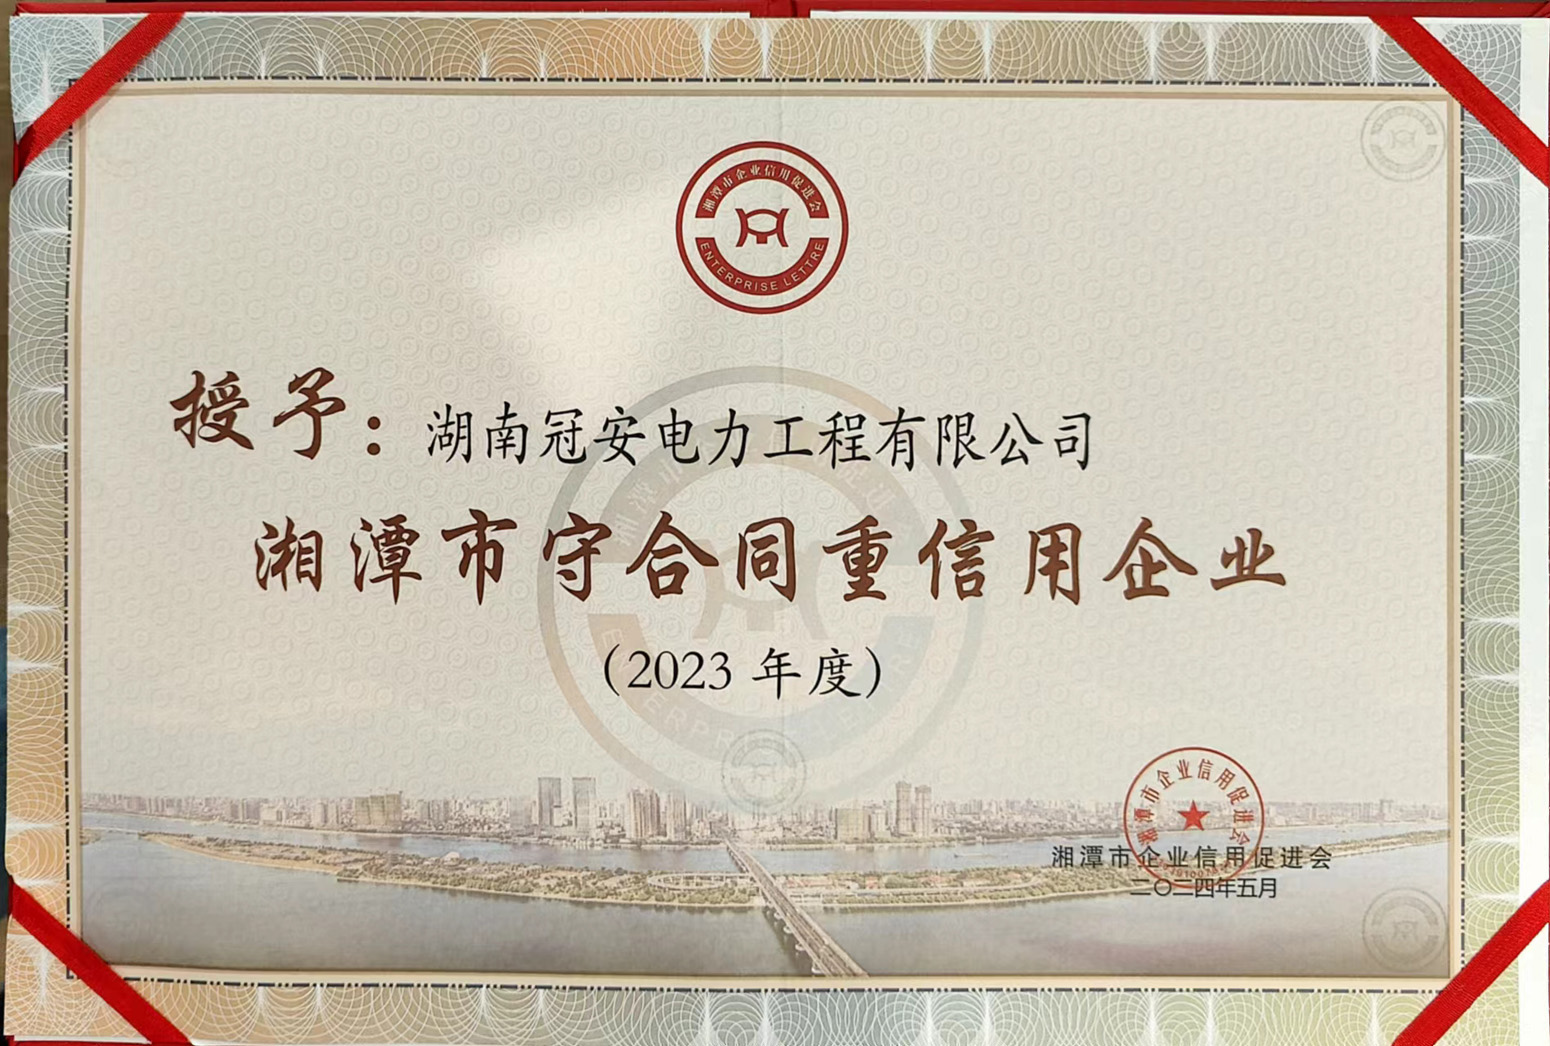 湘潭市企业信用促进会
ENTERPRISE LETTRE
授予：湖南冠安电力工程有限公司
湘潭市守合同重信用企业
（2023 年度）
湘潭市企业信用促进会
湘潭市企业信用促进会
二〇二四年五月